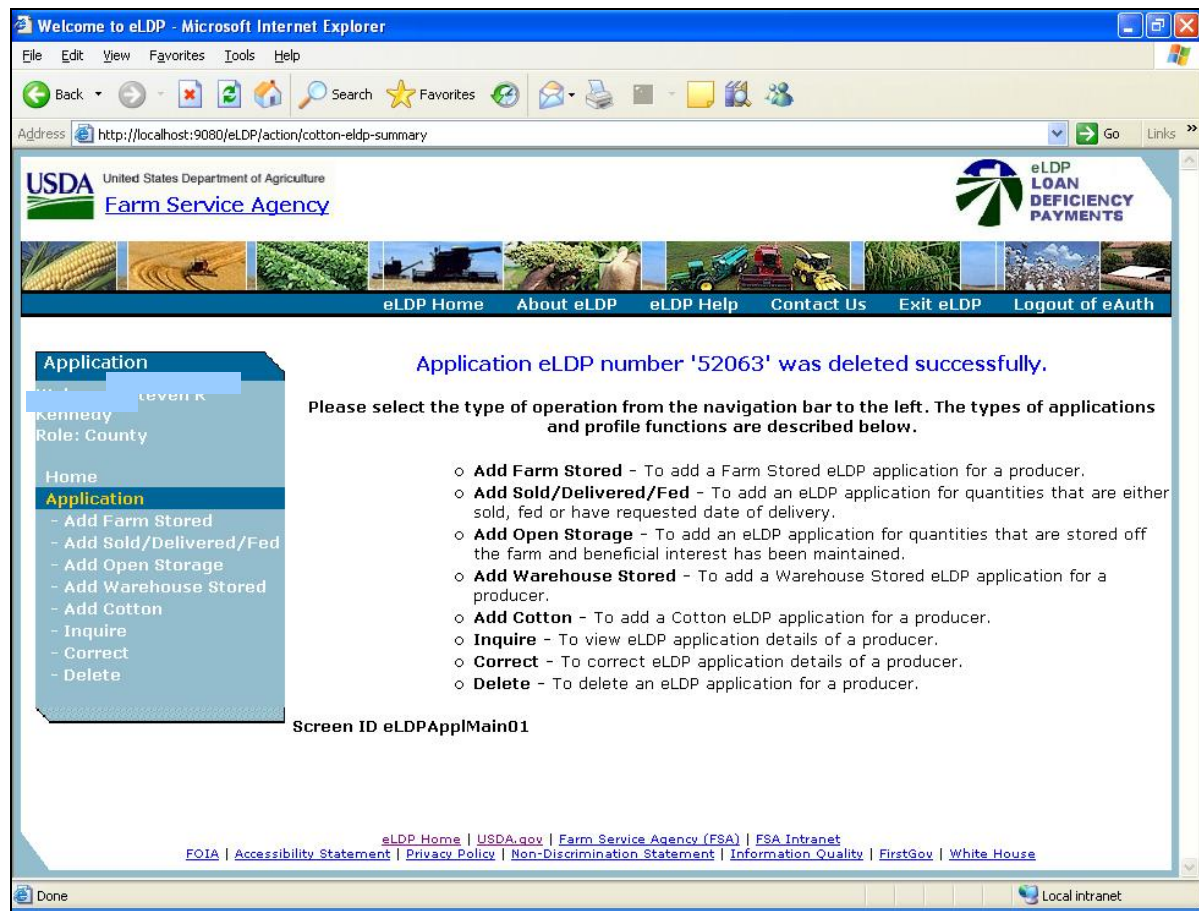 Welcome to eLDP - Microsoft Internet Explorer
File Edit View Favorites Tools Help
Back Search Favorites
Address http://localhost:9080/eLDP/action/cotton-eldp-summary Go Links »
USDA United States Department of Agriculture
Farm Service Agency
eLDP
LOAN
DEFICIENCY
PAYMENTS
eLDP Home About eLDP eLDP Help Contact Us Exit eLDP Logout of eAuth
Application
R
Kennedy
Role: County
Home
Application
- Add Farm Stored
- Add Sold/Delivered/Fed
- Add Open Storage
- Add Warehouse Stored
- Add Cotton
- Inquire
- Correct
- Delete
Application eLDP number '52063' was deleted successfully.
Please select the type of operation from the navigation bar to the left. The types of applications
and profile functions are described below.
o Add Farm Stored - To add a Farm Stored eLDP application for a producer.
o Add Sold/Delivered/Fed - To add an eLDP application for quantities that are either
sold, fed or have requested date of delivery.
o Add Open Storage - To add an eLDP application for quantities that are stored off
the farm and beneficial interest has been maintained.
o Add Warehouse Stored - To add a Warehouse Stored eLDP application for a
producer.
o Add Cotton - To add a Cotton eLDP application for a producer.
o Inquire - To view eLDP application details of a producer.
o Correct - To correct eLDP application details of a producer.
o Delete - To delete an eLDP application for a producer.
Screen ID eLDPApplMain01
eLDP Home | USDA.gov | Farm Service Agency (FSA) | FSA Intranet
FOIA | Accessibility Statement | Privacy Policy | Non-Discrimination Statement | Information Quality | FirstGov | White House
Done Local intranet